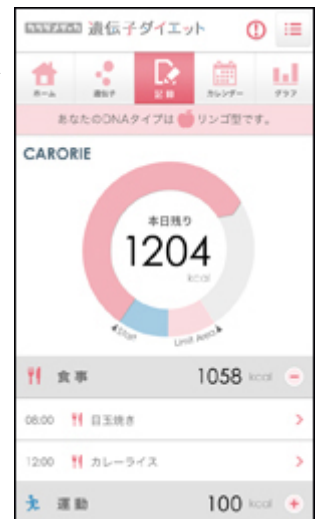 遺伝子ダイエット
ホーム 遺伝子 記録 カレンダー グラフ
あなたのDNAタイプは リンゴ型です。
CARORIE
本日残り
1204
kcal
Start Limit Area
食事 1058 kcal
08:00 目玉焼き
12:00 カレーライス
運動 100 kcal